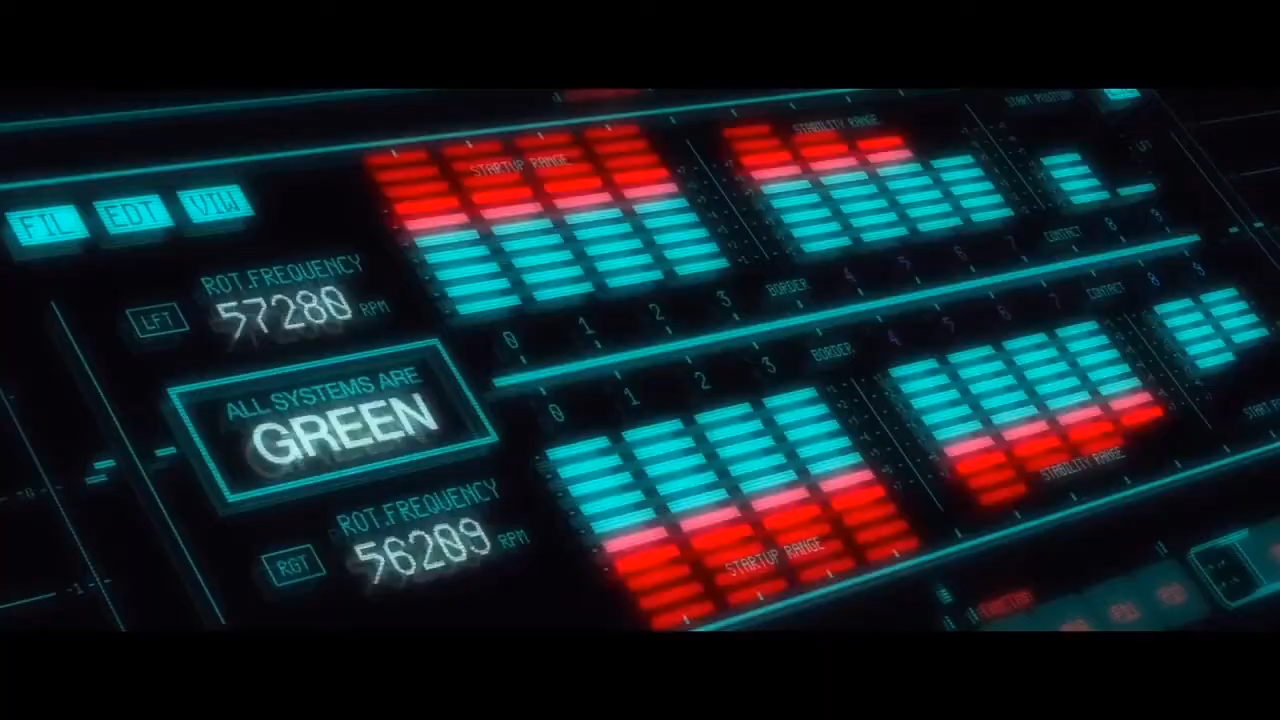 START POSITION
STARTUP RANGE
STABILITY RANGE
FIL EDT VIW
LFT
ROT.FREQUENCY
LFT 57280 RPM
0 1 2 3 BORDER 4 5 6 7 CONTACT 8 9
ALL SYSTEMS ARE
GREEN
0 1 2 3 BORDER 4 5 6 7 CONTACT 8 9
ROT.FREQUENCY
RGT 56209 RPM
STARTUP RANGE
STABILITY RANGE